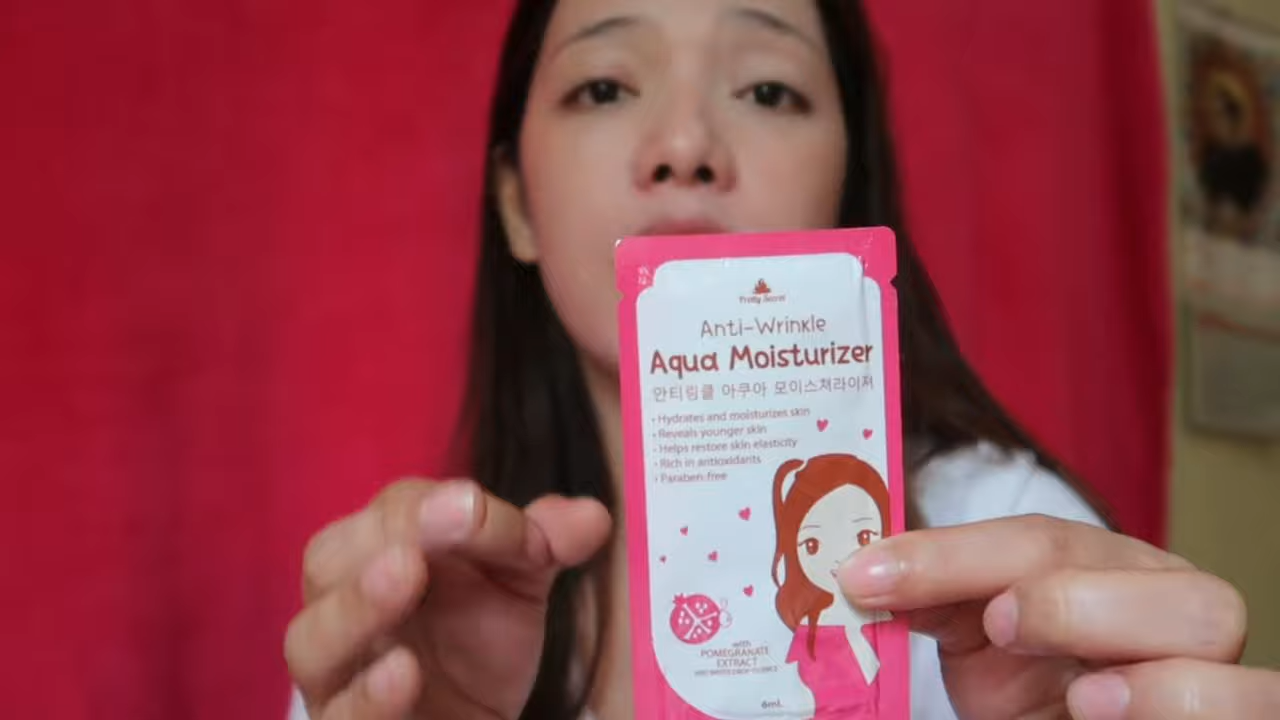 Pretty Secret
Anti-Wrinkle
Aqua Moisturizer
안티링클 아쿠아 모이스쳐라이저
• Hydrates and moisturizes skin
• Reveals younger skin
• Helps restore skin elasticity
• Rich in antioxidants
• Paraben-free
with
POMEGRANATE
EXTRACT
6mL